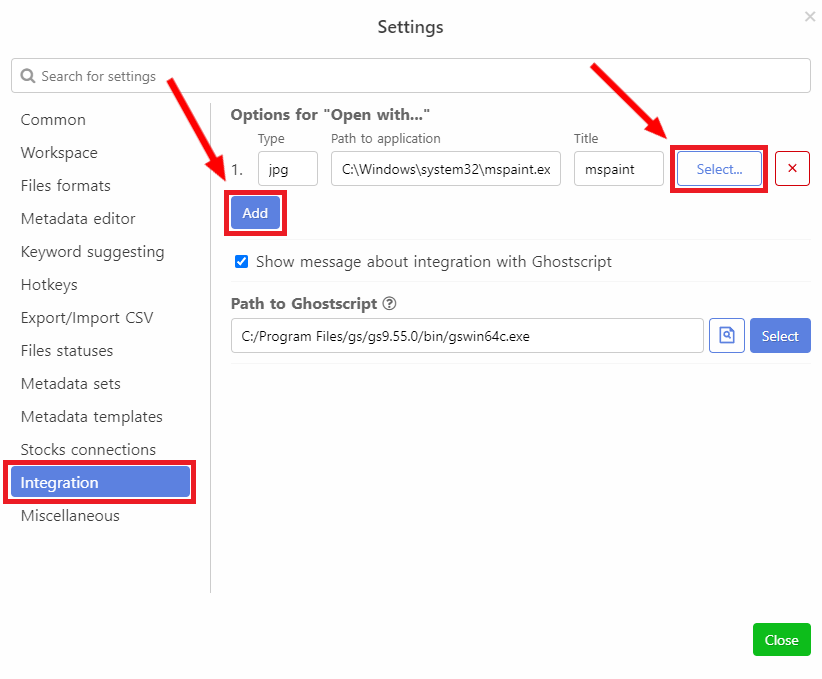 Settings
Search for settings
Common
Workspace
Files formats
Metadata editor
Keyword suggesting
Hotkeys
Export/Import CSV
Files statuses
Metadata sets
Metadata templates
Stocks connections
Integration
Miscellaneous
Options for "Open with..."
Type Path to application Title
1. jpg C:\Windows\system32\mspaint.ex mspaint Select...
Add
Show message about integration with Ghostscript
Path to Ghostscript
C:/Program Files/gs/gs9.55.0/bin/gswin64c.exe Select
Close